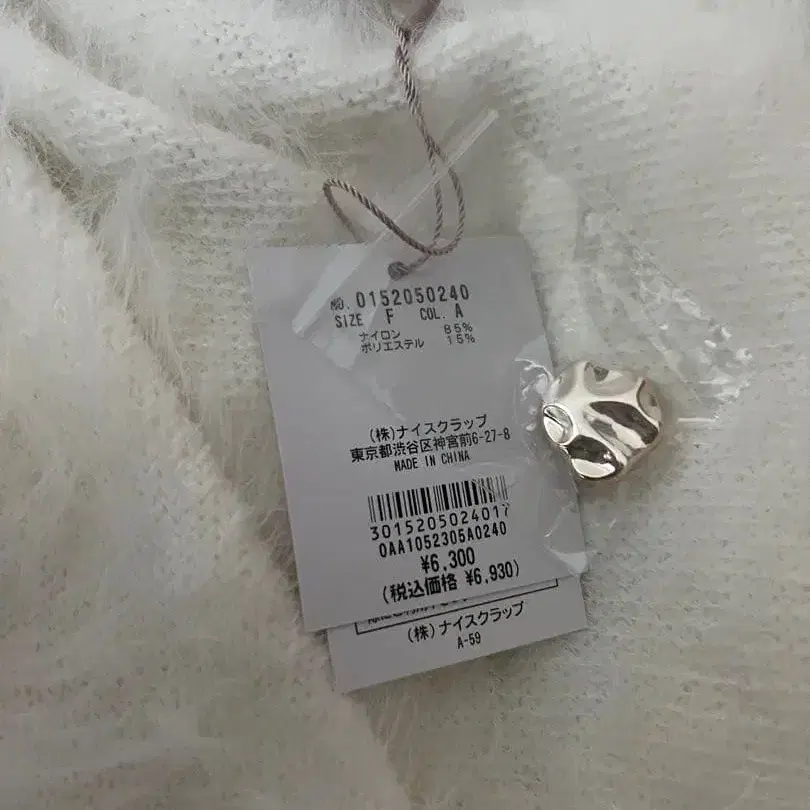 NO. 0152050240
SIZE F COL. A
ナイロン 85%
ポリエステル 15%
(株)ナイスクラップ
東京都渋谷区神宮前6-27-8
MADE IN CHINA
3015205024017
0AA1052306A0240
¥6,300
(税込価格 ¥6,930)
(株)ナイスクラップ
A-59